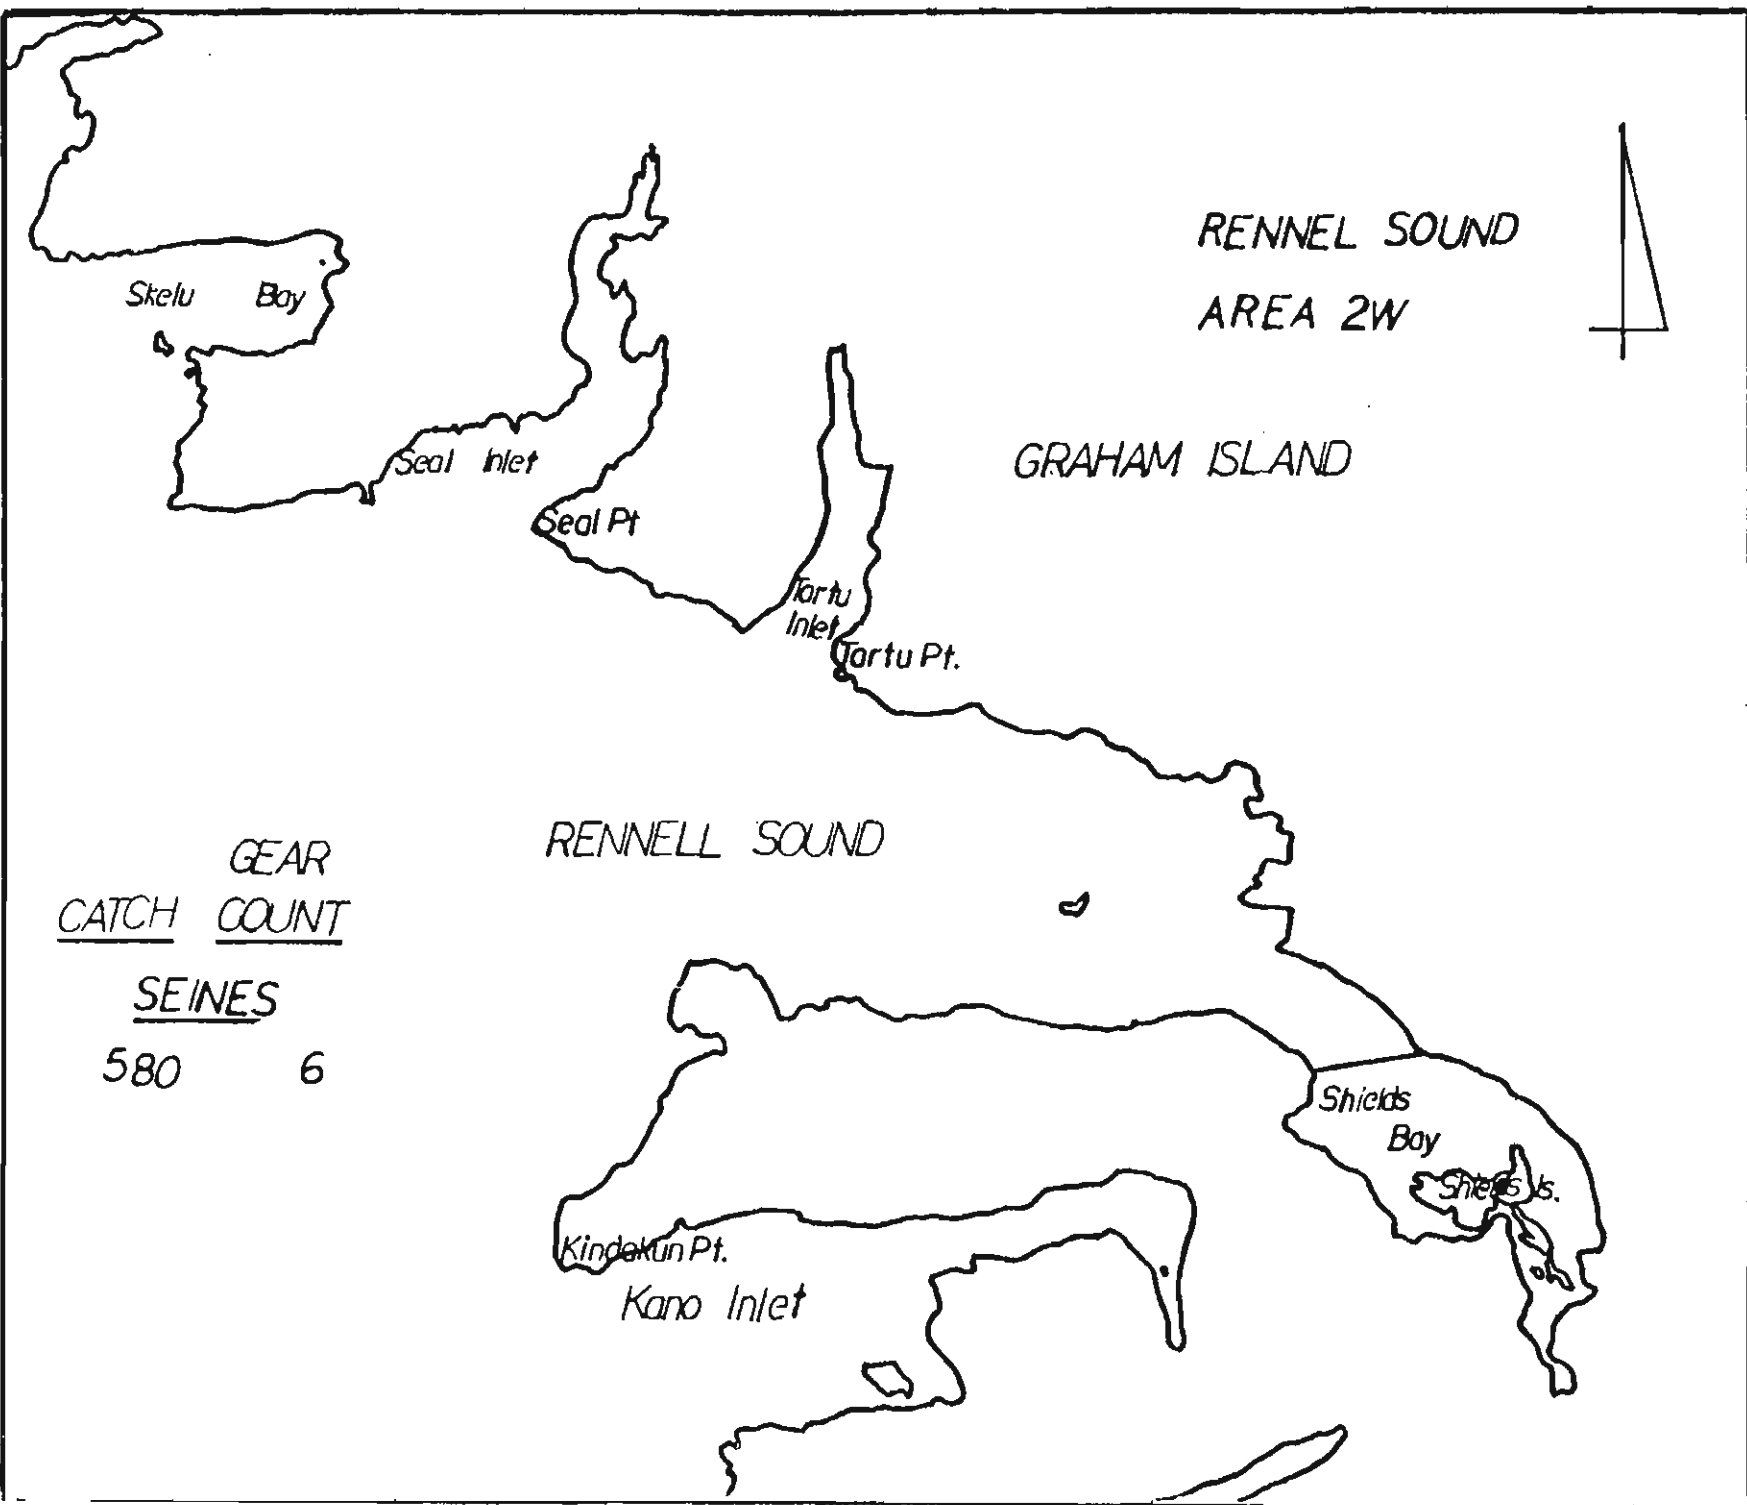 RENNEL SOUND
AREA 2W
Skelu Bay
GRAHAM ISLAND
Seal Inlet
Seal Pt
Tartu
Inlet
Tartu Pt.
RENNELL SOUND
GEAR
CATCH COUNT
SEINES
580 6
Shields
Bay
Shields Is.
Kindakun Pt.
Kano Inlet